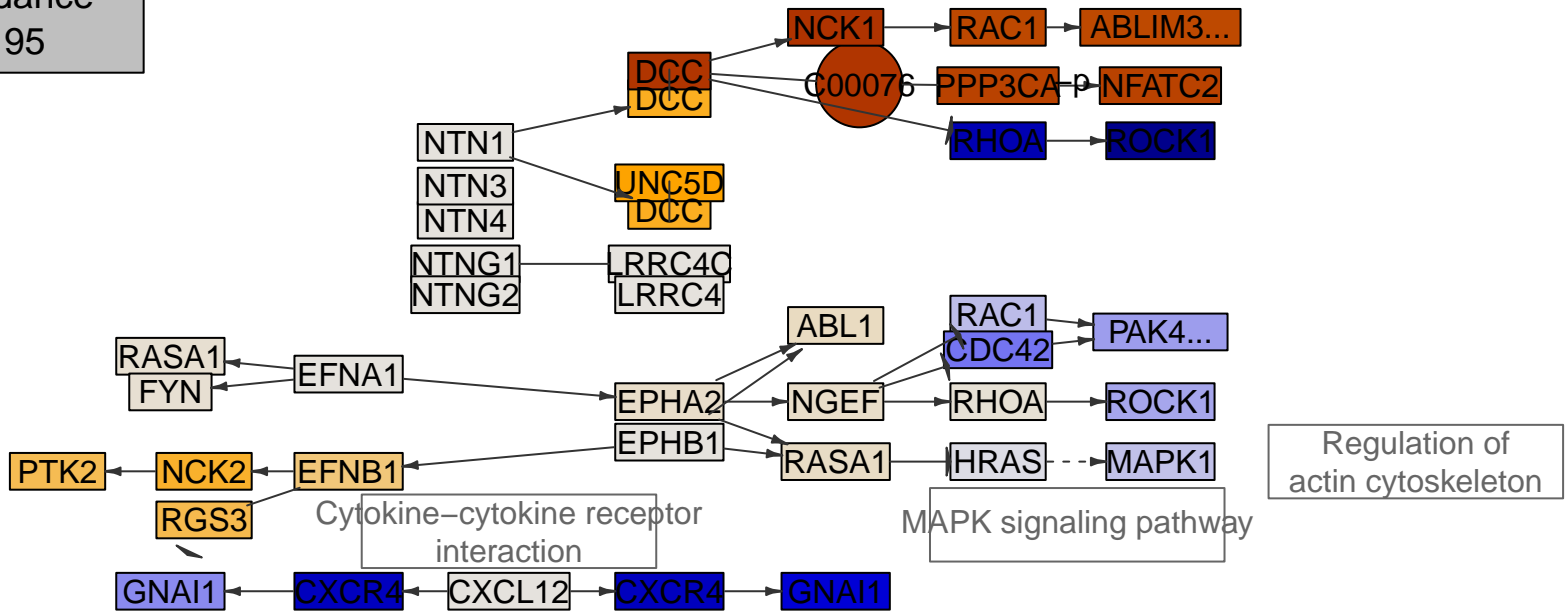 95
NCK1
RAC1
ABLIM3...
DCC
C00076
PPP3CA
-p
NFATC2
DCC
NTN1
RHOA
ROCK1
NTN3
UNC5D
NTN4
DCC
NTNG1
LRRC4C
NTNG2
LRRC4
RAC1
ABL1
PAK4...
RASA1
CDC42
EFNA1
FYN
EPHA2
NGEF
RHOA
ROCK1
EPHB1
PTK2
NCK2
EFNB1
RASA1
HRAS
MAPK1
Regulation of
actin cytoskeleton
RGS3
Cytokine−cytokine receptor
interaction
MAPK signaling pathway
GNAI1
CXCR4
CXCL12
CXCR4
GNAI1